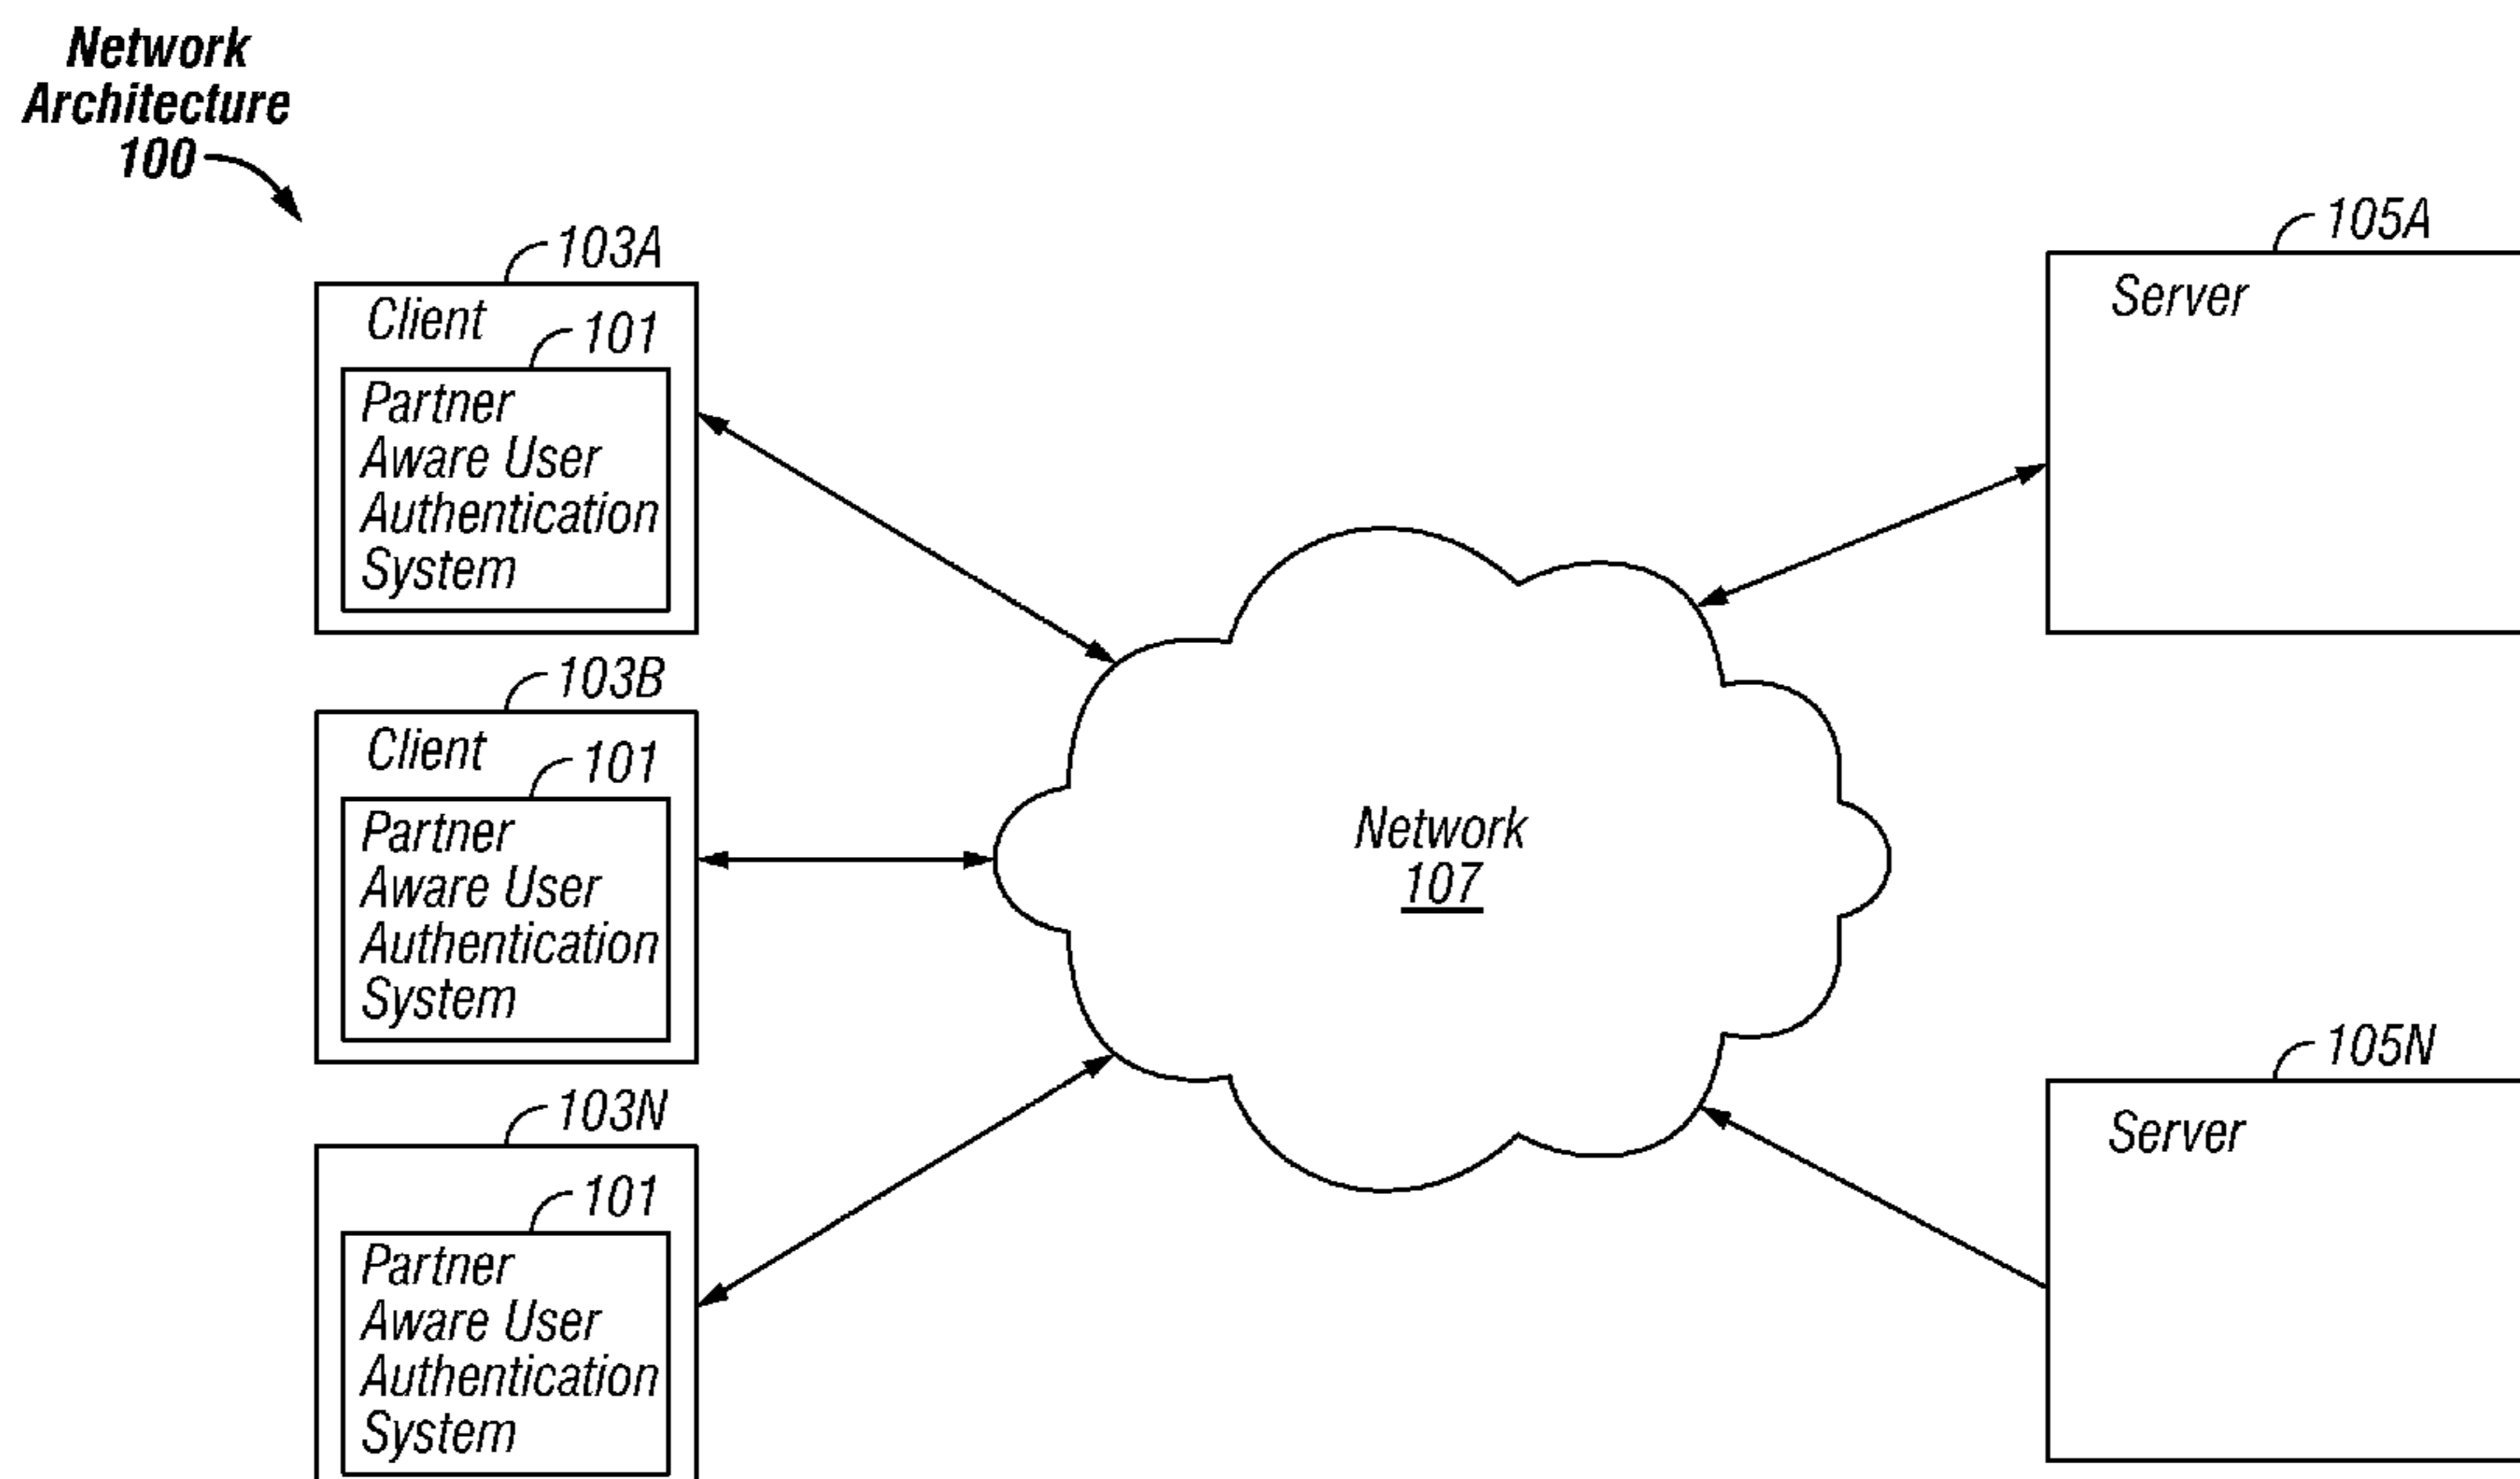 Network
Architecture
100
103A
Client
101
Partner
Aware User
Authentication
System
103B
Client
101
Partner
Aware User
Authentication
System
103N
101
Partner
Aware User
Authentication
System
Network
107
105A
Server
105N
Server